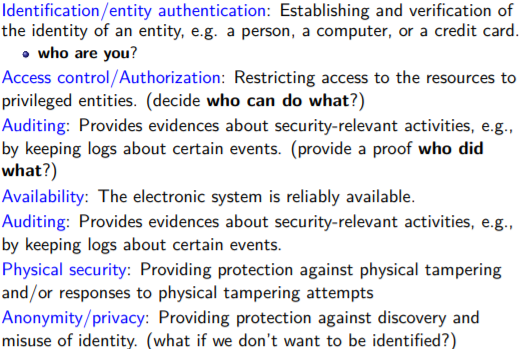 Identification/entity authentication: Establishing and verification of
the identity of an entity, e.g. a person, a computer, or a credit card.
• who are you?
Access control/Authorization: Restricting access to the resources to
privileged entities. (decide who can do what?)
Auditing: Provides evidences about security-relevant activities, e.g.,
by keeping logs about certain events. (provide a proof who did
what?)
Availability: The electronic system is reliably available.
Auditing: Provides evidences about security-relevant activities, e.g.,
by keeping logs about certain events.
Physical security: Providing protection against physical tampering
and/or responses to physical tampering attempts
Anonymity/privacy: Providing protection against discovery and
misuse of identity. (what if we don't want to be identified?)